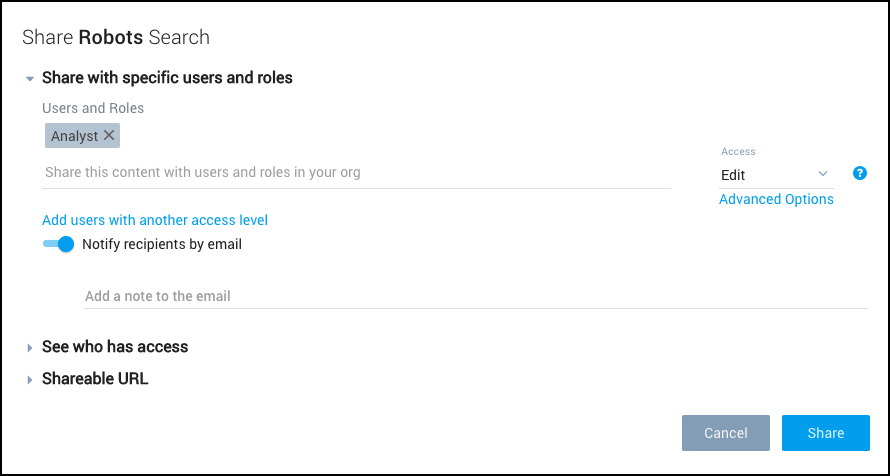 Share Robots Search
Share with specific users and roles
Users and Roles
Analyst
Share this content with users and roles in your org
Access
Edit
?
Advanced Options
Add users with another access level
Notify recipients by email
Add a note to the email
See who has access
Shareable URL
Cancel
Share